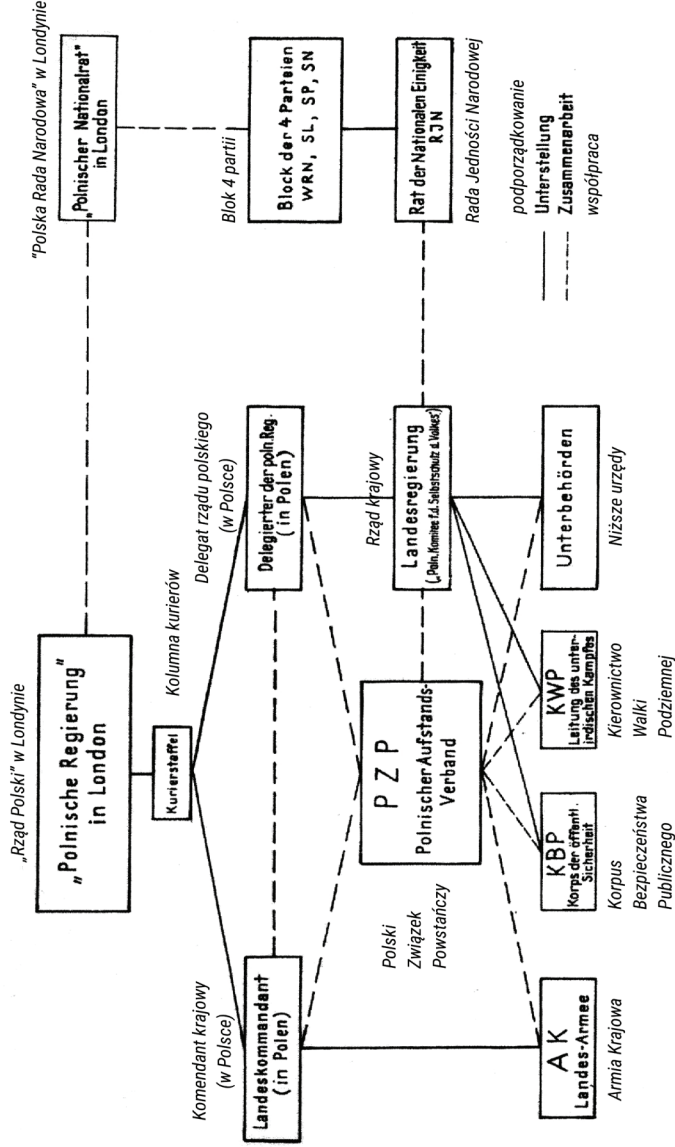 „Rząd Polski” w Londynie
„Polnische Regierung”
in London
"Polska Rada Narodowa" w Londynie
„Polnischer Nationalrat”
in London
Kolumna kurierów
Kurierstaffel
Komendant krajowy
(w Polsce)
Landeskommandant
(in Polen)
Delegat rządu polskiego
(w Polsce)
Delegierter der poln.Reg.
(in Polen)
Blok 4 partii
Block der 4 Parteien
WRN, SL, SP, SN
Polski
Związek
Powstańczy
PZP
Polnischer Aufstands-
Verband
Rząd krajowy
Landesregierung
(„Poln.Komitee f.d.Selbstschutz d.Volkes”)
Rat der Nationalen Einigkeit
RJN
Rada Jedności Narodowej
AK
Landes-Armee
Armia Krajowa
KBP
Korps der öffentl.
Sicherheit
Korpus
Bezpieczeństwa
Publicznego
KWP
Leitung des unter-
irdischen Kampfes
Kierownictwo
Walki
Podziemnej
Unterbehörden
Niższe urzędy
podporządkowanie
Unterstellung
Zusammenarbeit
współpraca